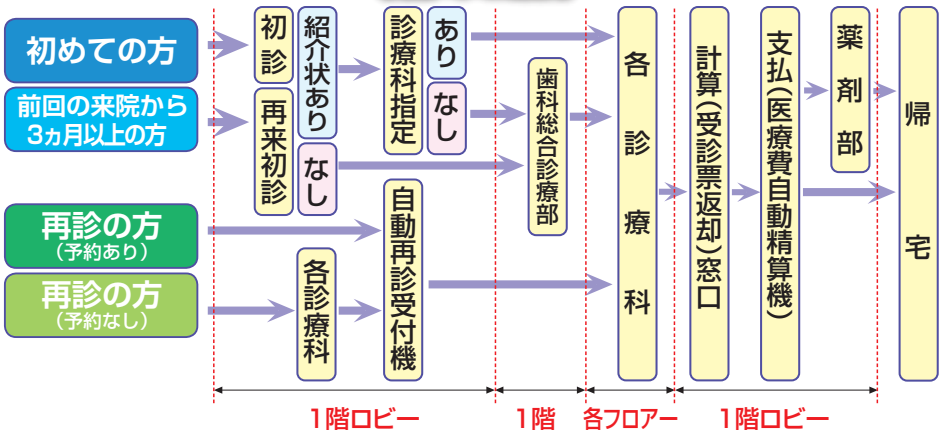 初めての方
前回の来院から
3ヵ月以上の方
再診の方
(予約あり)
再診の方
(予約なし)
初診
再来初診
紹介状あり
なし
各診療科
診療科指定
あり
なし
自動再診受付機
歯科総合診療部
各診療科
計算(受診票返却)窓口
支払(医療費自動精算機)
薬剤部
帰宅
1階ロビー
1階
各フロアー
1階ロビー